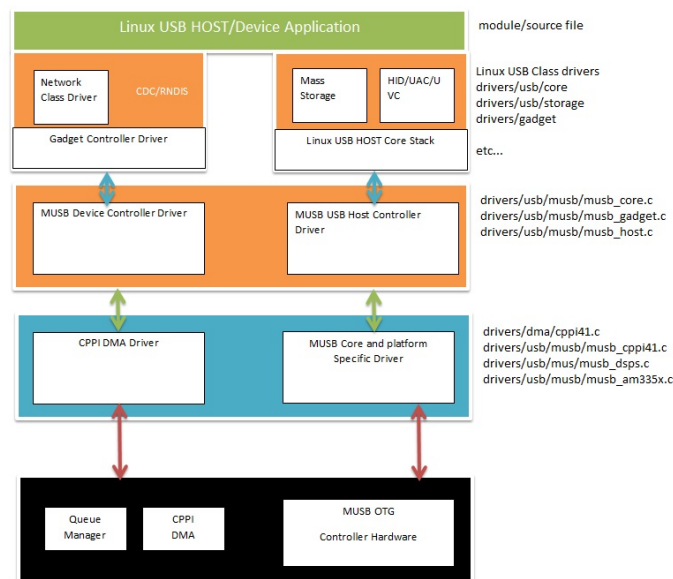 Linux USB HOST/Device Application
module/source file
Network
Class Driver
CDC/RNDIS
Mass
Storage
HID/UAC/U
VC
Linux USB Class drivers
drivers/usb/core
drivers/usb/storage
drivers/gadget
Gadget Controller Driver
Linux USB HOST Core Stack
etc...
MUSB Device Controller Driver
MUSB USB Host Controller
Driver
drivers/usb/musb/musb_core.c
drivers/usb/musb/musb_gadget.c
drivers/usb/musb/musb_host.c
CPPI DMA Driver
MUSB Core and platform
Specific Driver
drivers/dma/cppi41.c
drivers/usb/musb/musb_cppi41.c
drivers/usb/mus/musb_dsps.c
drivers/usb/musb/musb_am335x.c
Queue
Manager
CPPI
DMA
MUSB OTG
Controller Hardware